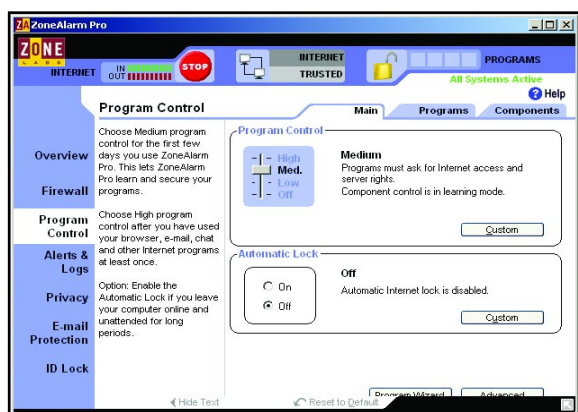 ZA ZoneAlarm Pro
ZONE
LABS
INTERNET
IN
OUT
STOP
INTERNET
TRUSTED
PROGRAMS
All Systems Active
? Help
Program Control
Main Programs Components
Overview
Firewall
Program
Control
Alerts &
Logs
Privacy
E-mail
Protection
ID Lock
Choose Medium program
control for the first few
days you use ZoneAlarm
Pro. This lets ZoneAlarm
Pro learn and secure your
programs.
Choose High program
control after you have used
your browser, e-mail, chat
and other Internet programs
at least once.
Option: Enable the
Automatic Lock if you leave
your computer online and
unattended for long
periods.
Program Control
High
Med.
Low
Off
Medium
Programs must ask for Internet access and
server rights.
Component control is in learning mode.
Custom
Automatic Lock
On
Off
Off
Automatic Internet lock is disabled.
Custom
Program Wizard Advanced
Hide Text Reset to Default